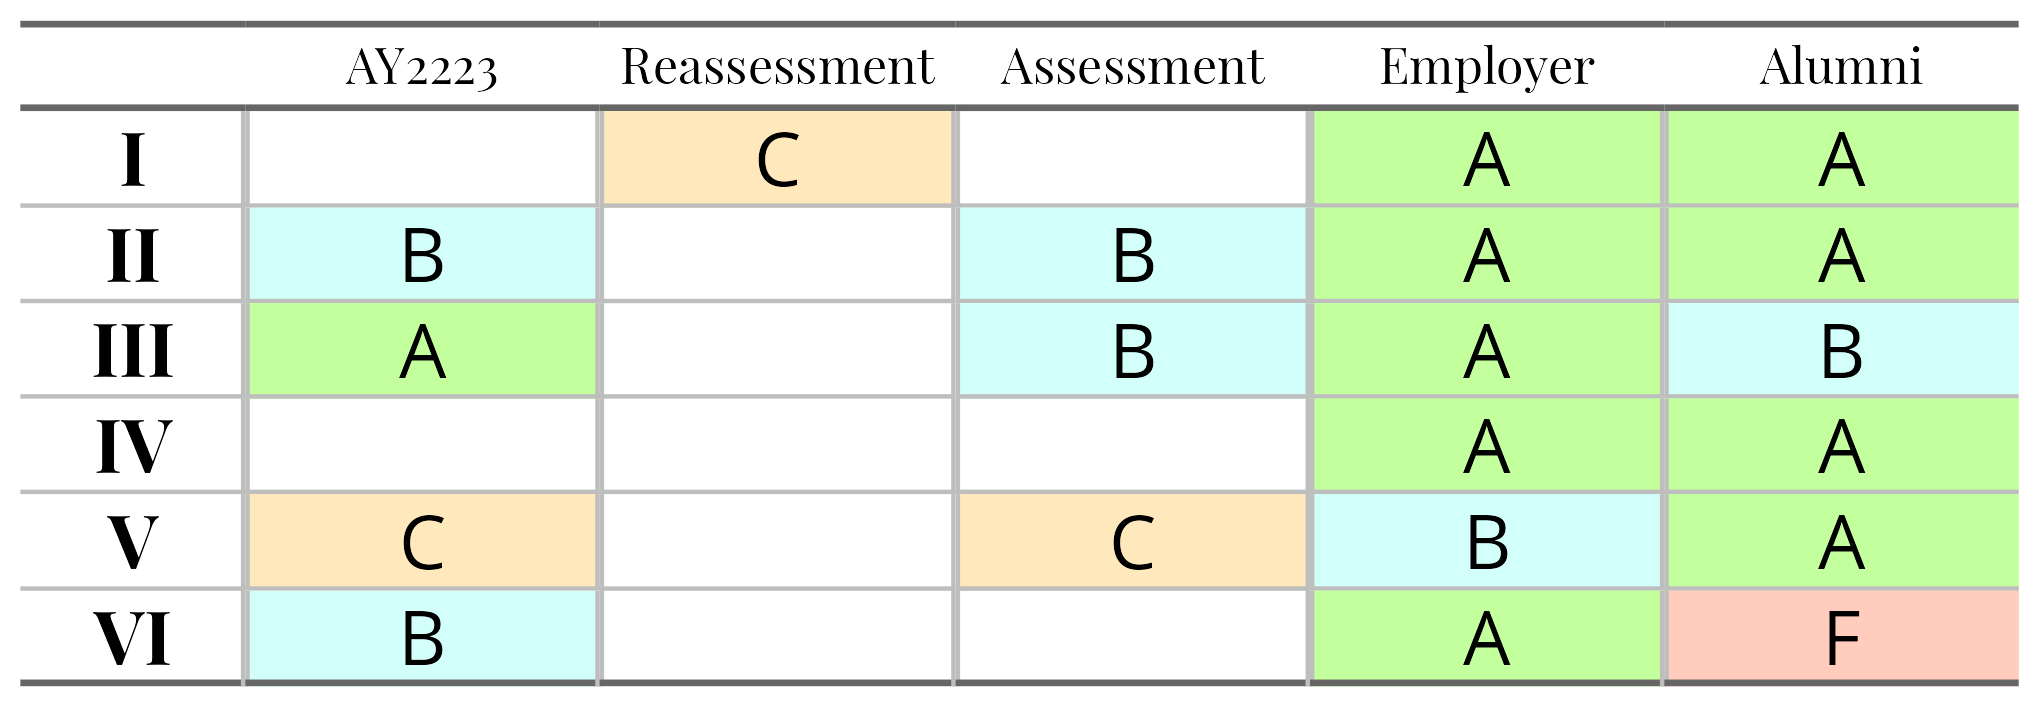 AY2223 Reassessment Assessment Employer Alumni
I C A A
II B B A A
III A B A B
IV A A
V C C B A
VI B A F